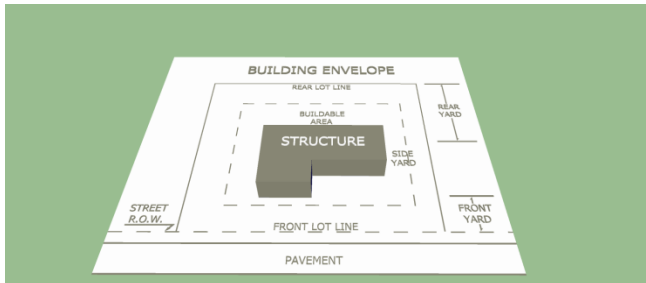 BUILDING ENVELOPE
REAR LOT LINE
BUILDABLE
AREA
REAR
YARD
STRUCTURE
SIDE
YARD
STREET
R.O.W.
FRONT
YARD
FRONT LOT LINE
PAVEMENT